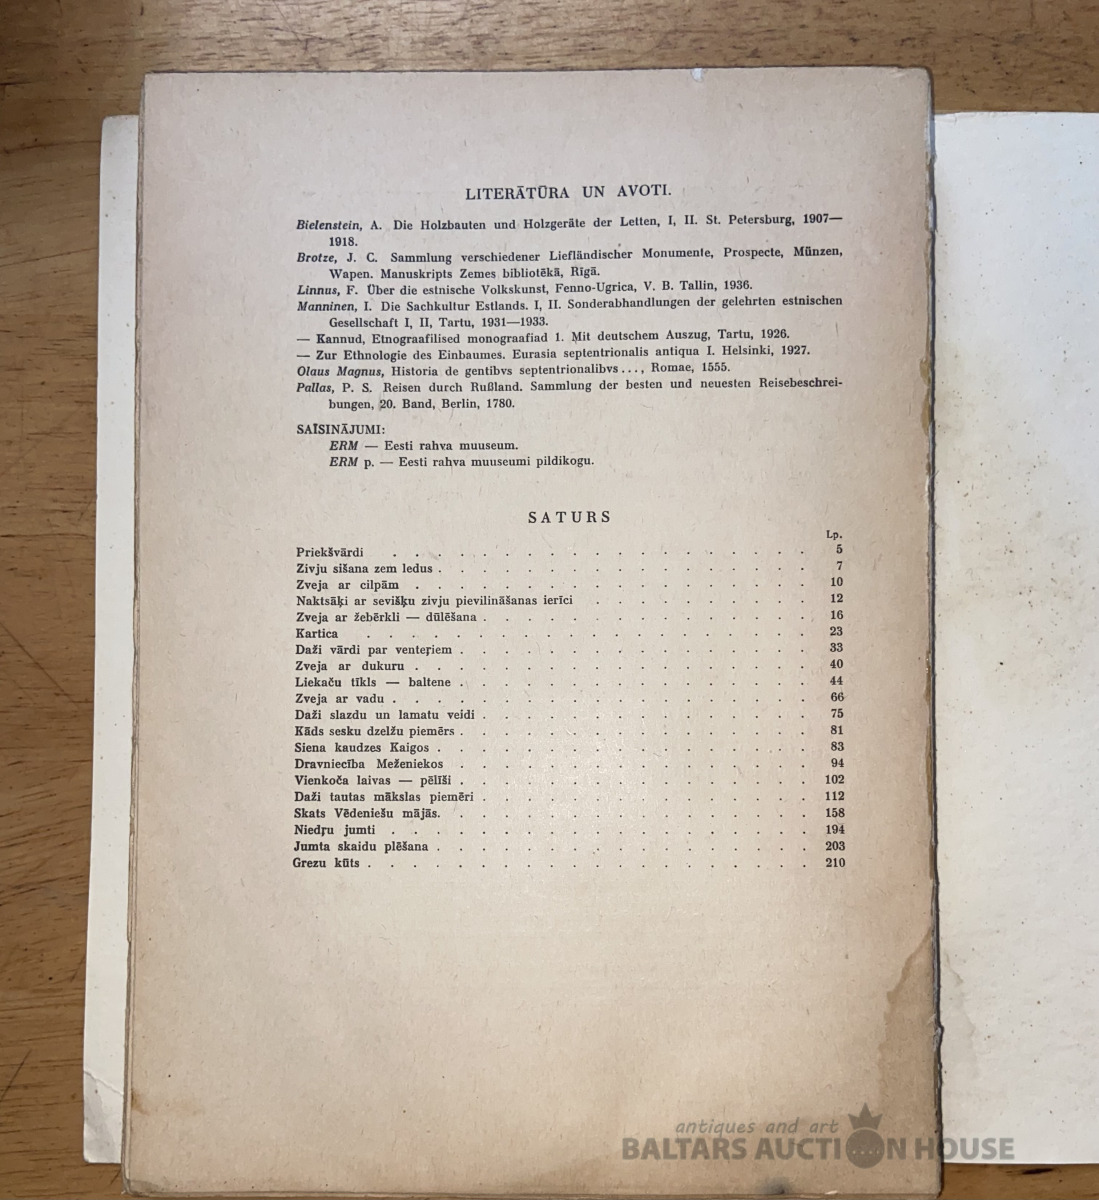 LITERĀTŪRA UN AVOTI.
Bielenstein, A. Die Holzbauten und Holzgeräte der Letten, I, II. St. Petersburg, 1907—
1918.
Brotze, J. C. Sammlung verschiedener Liefländischer Monumente, Prospecte, Münzen,
Wapen. Manuskripts Zemes bibliotēkā, Rīgā.
Linnus, F. Über die estnische Volkskunst, Fenno-Ugrica, V. B. Tallin, 1936.
Manninen, I. Die Sachkultur Estlands. I, II. Sonderabhandlungen der gelehrten estnischen
Gesellschaft I, II, Tartu, 1931—1933.
— Kannud, Etnograafilised monograafiad 1. Mit deutschem Auszug, Tartu, 1926.
— Zur Ethnologie des Einbaumes. Eurasia septentrionalis antiqua I. Helsinki, 1927.
Olaus Magnus, Historia de gentibvs septentrionalibvs..., Romae, 1555.
Pallas, P. S. Reisen durch Rußland. Sammlung der besten und neuesten Reisebeschrei-
bungen, 20. Band, Berlin, 1780.
SAĪSINĀJUMI:
ERM — Eesti rahva muuseum.
ERM p. — Eesti rahva muuseumi pildikogu.
SATURS
Lp.
Priekšvārdi . . . . . . . . . . . . . . . . . . . 5
Zivju sišana zem ledus . . . . . . . . . . . . . . . . . 7
Zveja ar cilpām . . . . . . . . . . . . . . . . . . 10
Naktsāķi ar sevišķu zivju pievilināšanas ierīci . . . . . . . . . . 12
Zveja ar žebērkli — dūlēšana . . . . . . . . . . . . . . . 16
Kartica . . . . . . . . . . . . . . . . . . . . 23
Daži vārdi par venteŗiem . . . . . . . . . . . . . . . . 33
Zveja ar dukuru . . . . . . . . . . . . . . . . . . 40
Liekaču tīkls — baltene . . . . . . . . . . . . . . . . 44
Zveja ar vadu . . . . . . . . . . . . . . . . . . . 66
Daži slazdu un lamatu veidi . . . . . . . . . . . . . . . 75
Kāds sesku dzelžu piemērs . . . . . . . . . . . . . . . . 81
Siena kaudzes Kaigos . . . . . . . . . . . . . . . . . 83
Dravniecība Meženiekos . . . . . . . . . . . . . . . . 94
Vienkoča laivas — pēlīši . . . . . . . . . . . . . . . . 102
Daži tautas mākslas piemēri . . . . . . . . . . . . . . . 112
Skats Vēdeniešu mājās. . . . . . . . . . . . . . . . . 158
Niedŗu jumti . . . . . . . . . . . . . . . . . . . 194
Jumta skaidu plēšana . . . . . . . . . . . . . . . . . 203
Grezu kūts . . . . . . . . . . . . . . . . . . . . 210
antiques and art
BALTARS AUCTION HOUSE